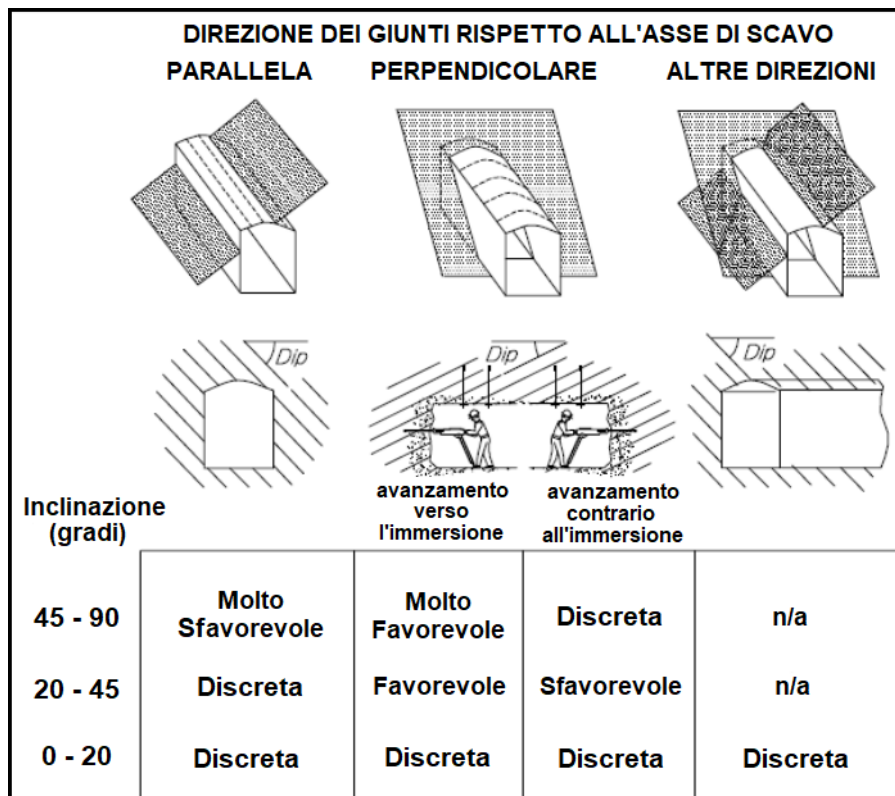 DIREZIONE DEI GIUNTI RISPETTO ALL'ASSE DI SCAVO
PARALLELA PERPENDICOLARE ALTRE DIREZIONI
Dip Dip Dip
avanzamento verso l'immersione
avanzamento contrario all'immersione
Inclinazione (gradi)
45 - 90 Molto Sfavorevole Molto Favorevole Discreta n/a
20 - 45 Discreta Favorevole Sfavorevole n/a
0 - 20 Discreta Discreta Discreta Discreta